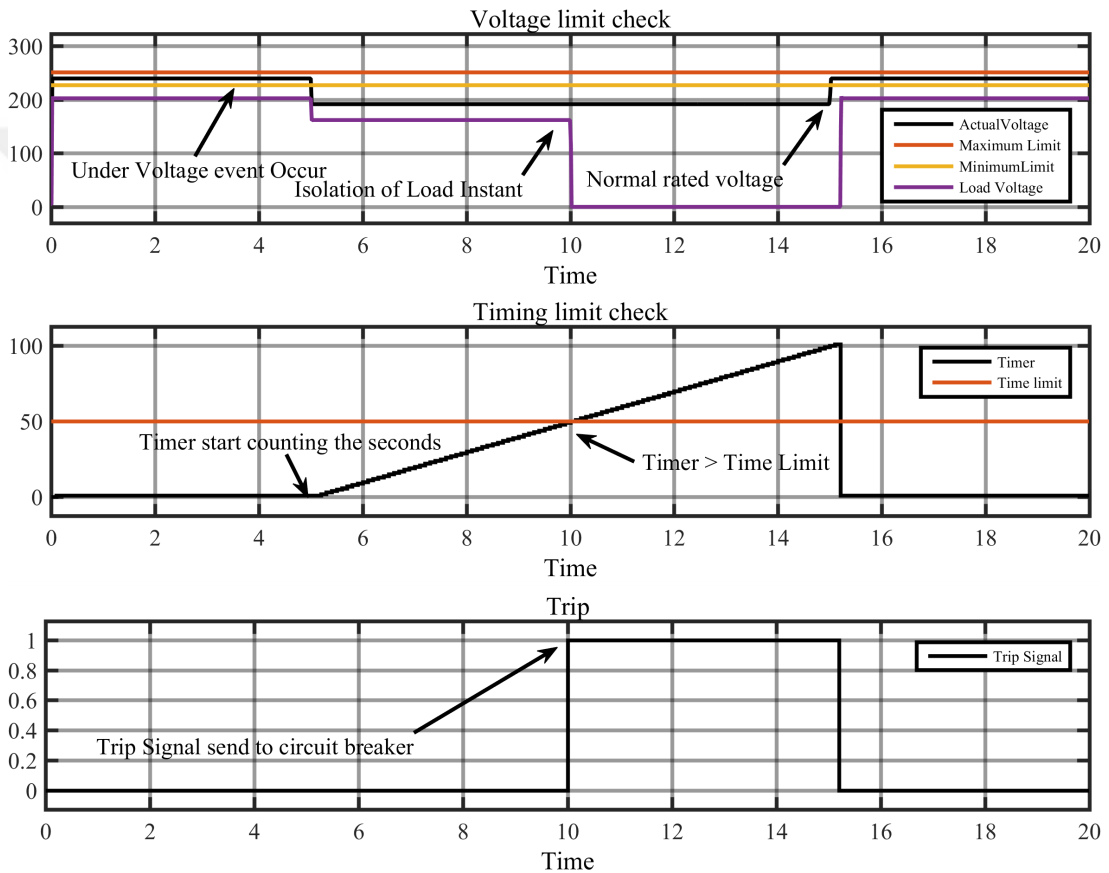 Voltage limit check
300
200
100
0
ActualVoltage
Maximum Limit
MinimumLimit
Load Voltage
Under Voltage event Occur
Isolation of Load Instant
Normal rated voltage
0 2 4 6 8 10 12 14 16 18 20
Time
Timing limit check
100
50
0
Timer
Time limit
Timer start counting the seconds
Timer > Time Limit
0 2 4 6 8 10 12 14 16 18 20
Time
Trip
1
0.8
0.6
0.4
0.2
0
Trip Signal
Trip Signal send to circuit breaker
0 2 4 6 8 10 12 14 16 18 20
Time